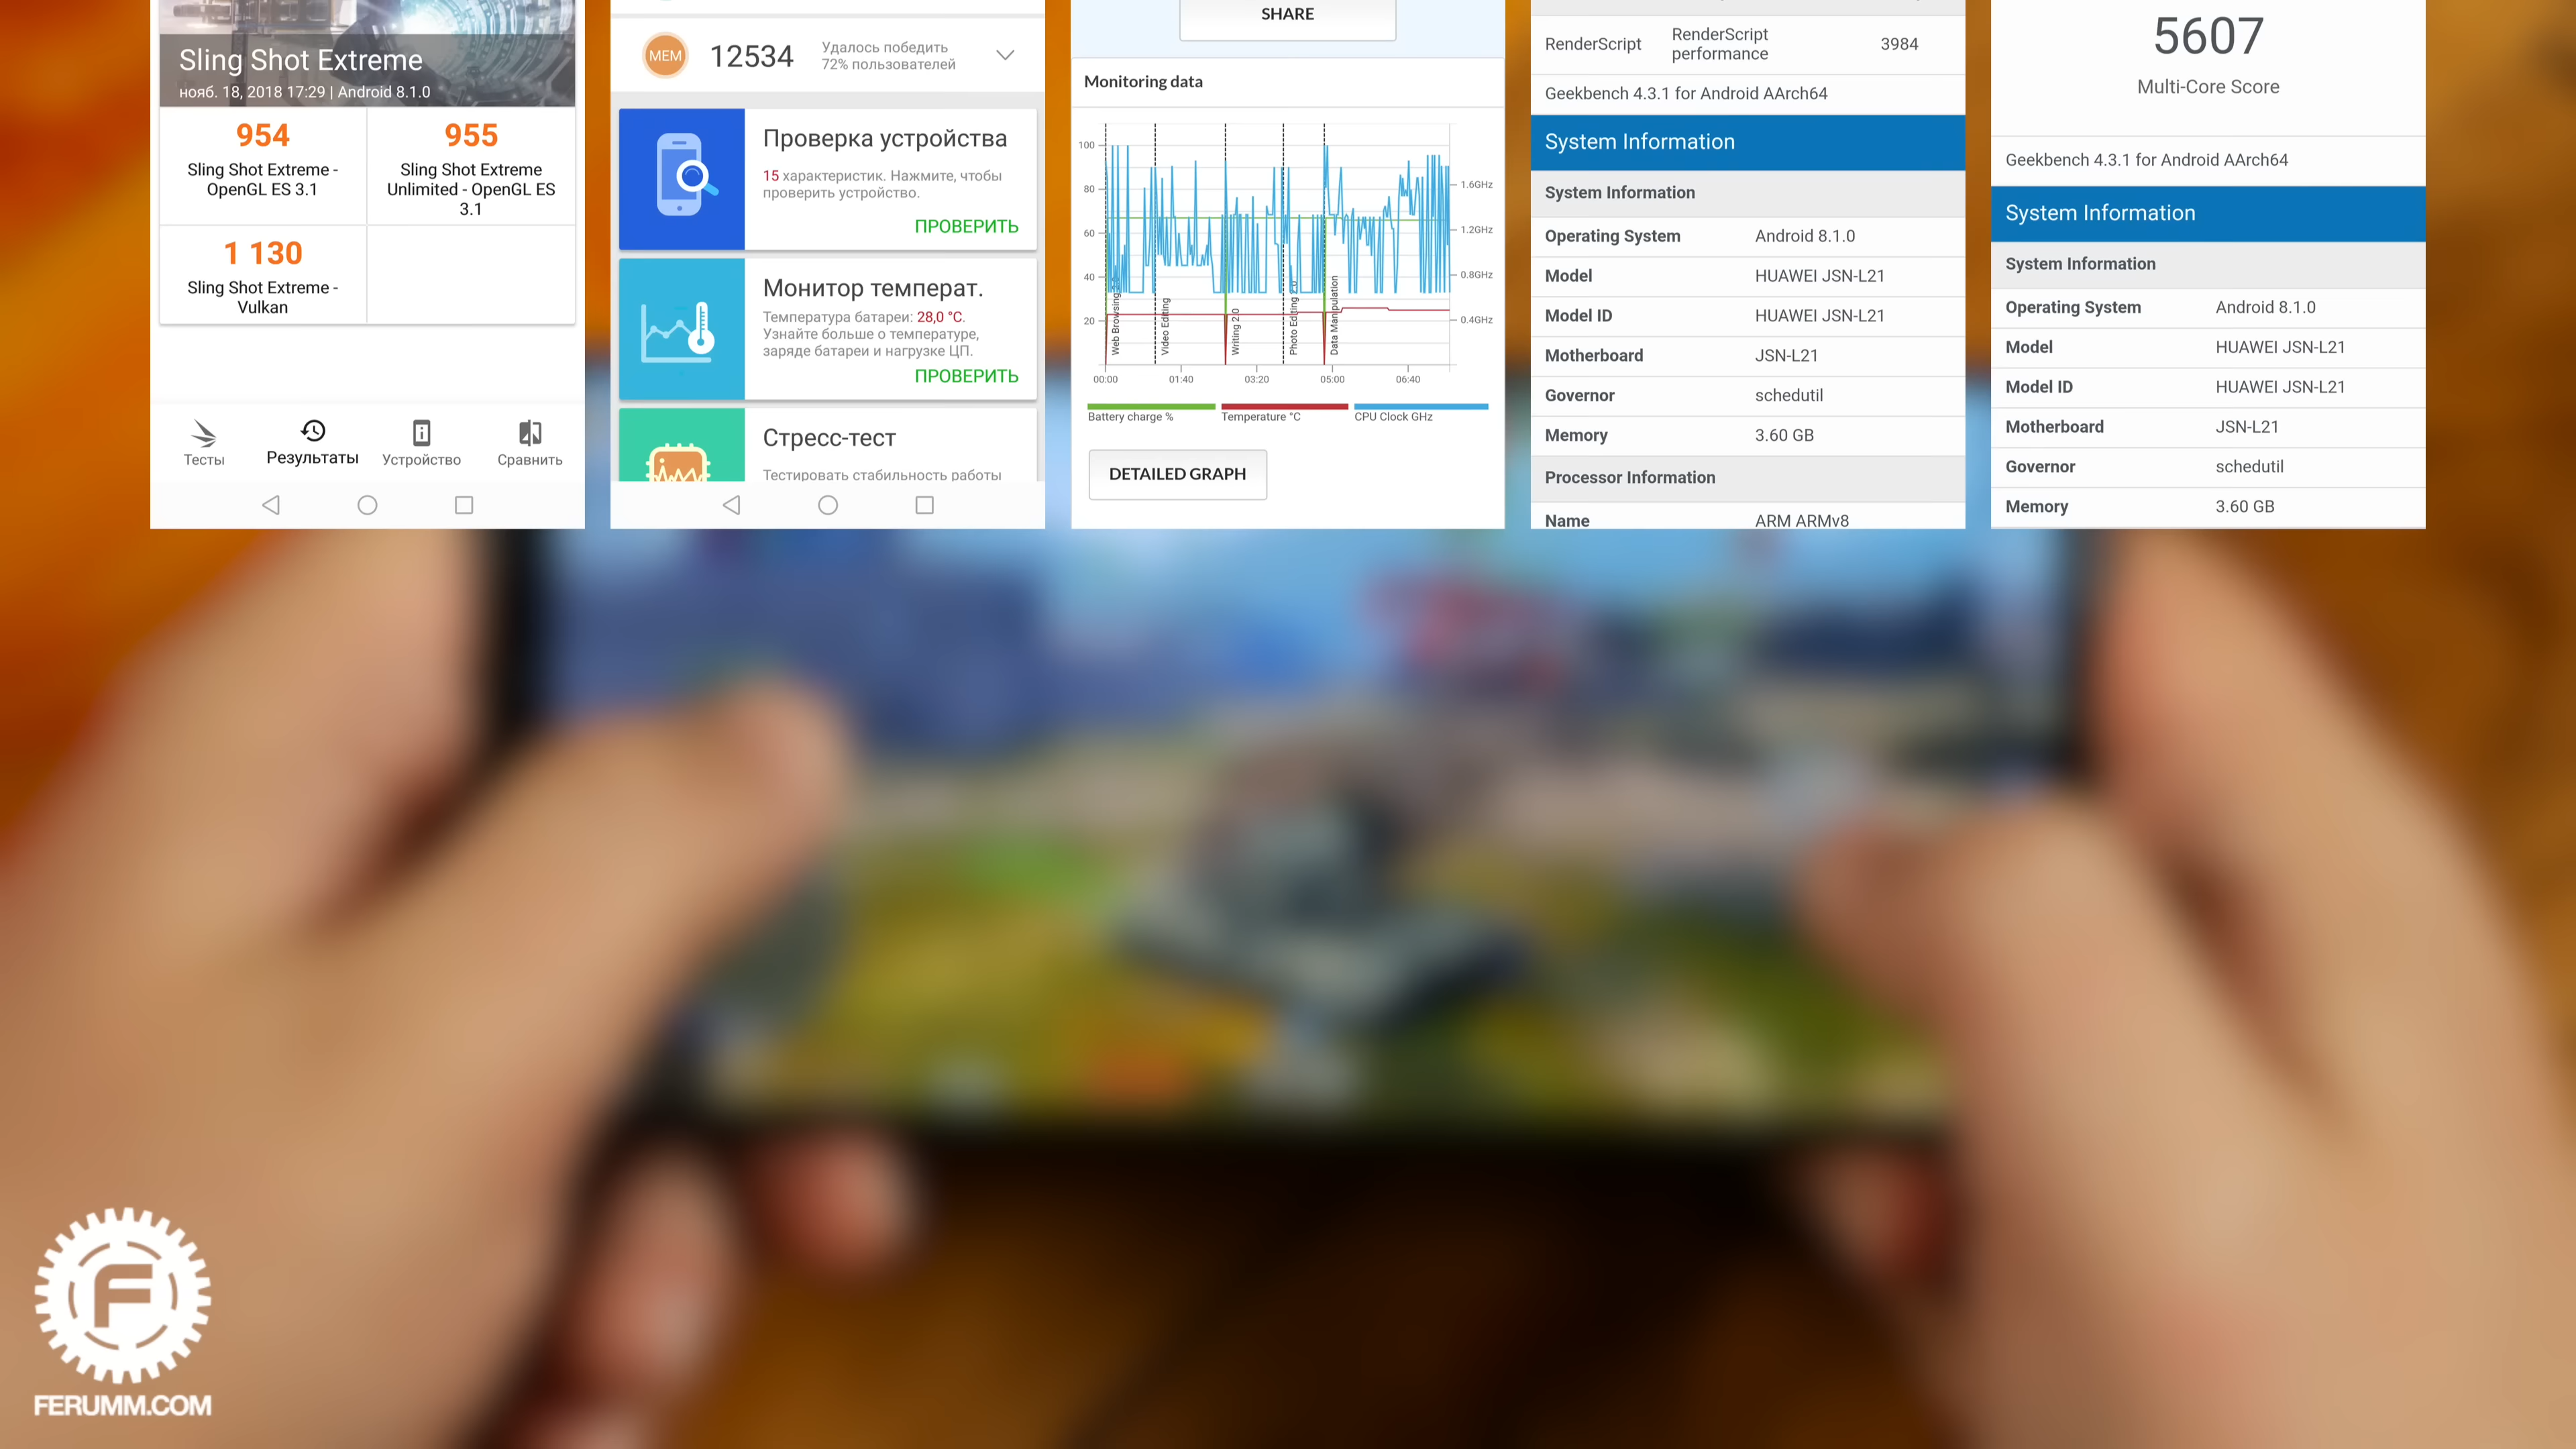 Sling Shot Extreme
нояб. 18, 2018 17:29 | Android 8.1.0
954
Sling Shot Extreme -
OpenGL ES 3.1
955
Sling Shot Extreme
Unlimited - OpenGL ES
3.1
1 130
Sling Shot Extreme -
Vulkan
Тесты
Результаты
Устройство
Сравнить
MEM
12534
Удалось победить
72% пользователей
Проверка устройства
15 характеристик. Нажмите, чтобы
проверить устройство.
ПРОВЕРИТЬ
Монитор температ.
Температура батареи: 28,0 °C.
Узнайте больше о температуре,
заряде батареи и нагрузке ЦП.
ПРОВЕРИТЬ
Стресс-тест
Тестировать стабильность работы
SHARE
Monitoring data
100
80
60
40
20
1.6GHz
1.2GHz
0.8GHz
0.4GHz
Web Browsing 2.0
Video Editing
Writing 2.0
Photo Editing 2.0
Data Manipulation
00:00
01:40
03:20
05:00
06:40
Battery charge %
Temperature °C
CPU Clock GHz
DETAILED GRAPH
RenderScript
RenderScript
performance
3984
Geekbench 4.3.1 for Android AArch64
System Information
System Information
Operating System Android 8.1.0
Model HUAWEI JSN-L21
Model ID HUAWEI JSN-L21
Motherboard JSN-L21
Governor schedutil
Memory 3.60 GB
Processor Information
Name ARM ARMv8
5607
Multi-Core Score
Geekbench 4.3.1 for Android AArch64
System Information
System Information
Operating System Android 8.1.0
Model HUAWEI JSN-L21
Model ID HUAWEI JSN-L21
Motherboard JSN-L21
Governor schedutil
Memory 3.60 GB
F
FERUMM.COM